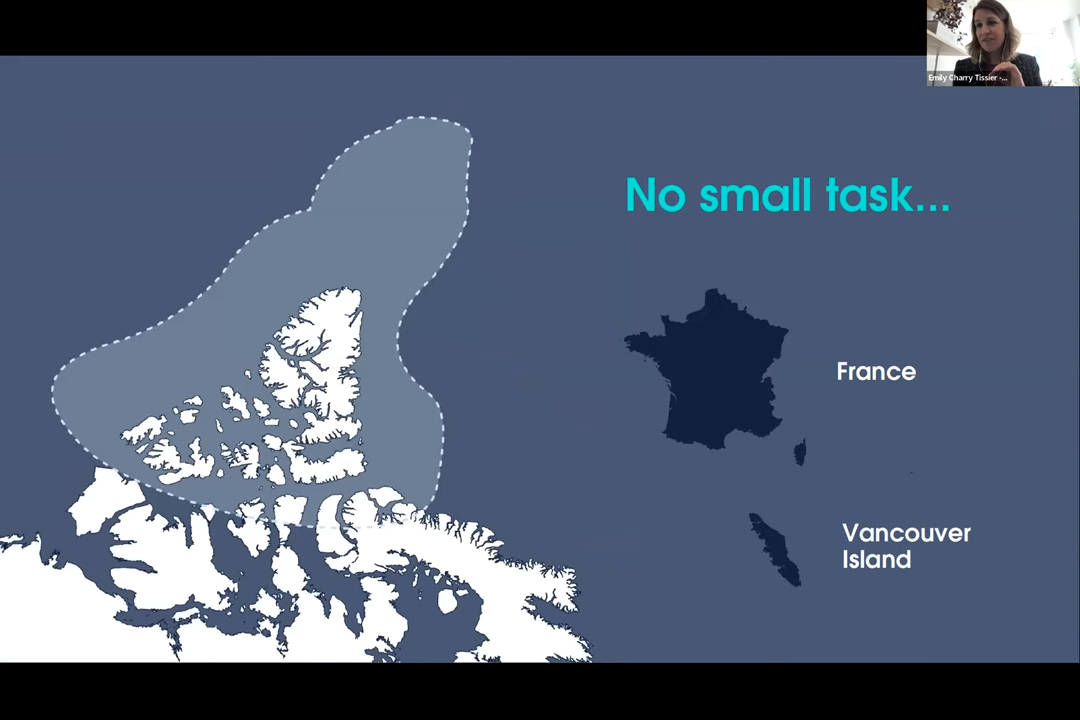 Emily Charry Tissier -...
No small task...
France
Vancouver
Island